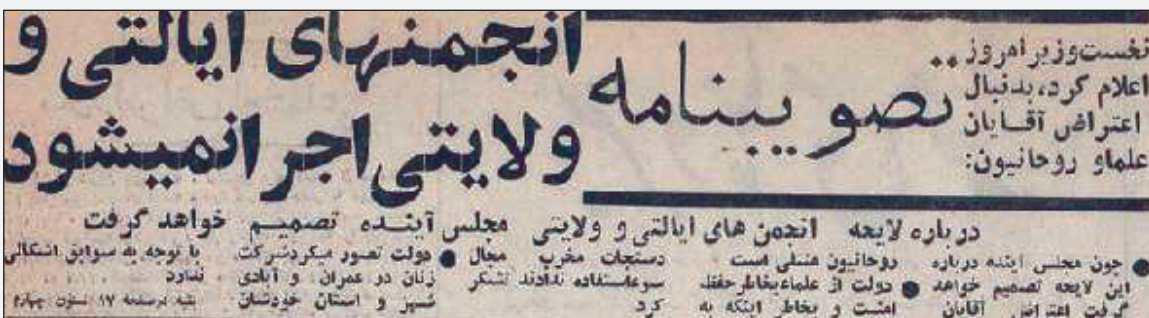 نخست‌وزیر امروز
اعلام کرد، بدنبال
اعتراض آقایان
علماو روحانیون:
تصویبنامه
انجمنهای ایالتی و
ولایتی اجرا نمیشود
درباره لایحه انجمن های ایالتی و ولایتی مجلس آینده تصمیم خواهد گرفت
● چون مجلس آینده درباره
این لایحه تصمیم خواهد
گرفت اعتراض آقایان
روحانیون منتفی است
● دولت از علماء بخاطر حفظ
امنیت و بخاطر اینکه به
دستجات مخرب مجال
سوءاستفاده ندادند تشکر
کرد
● دولت تصور میکرد شرکت
زنان در عمران و آبادی
شهر و استان خودشان
با توجه به سوابق اشکالی
ندارد
بقیه در صفحه ۱۷ ستون چهارم